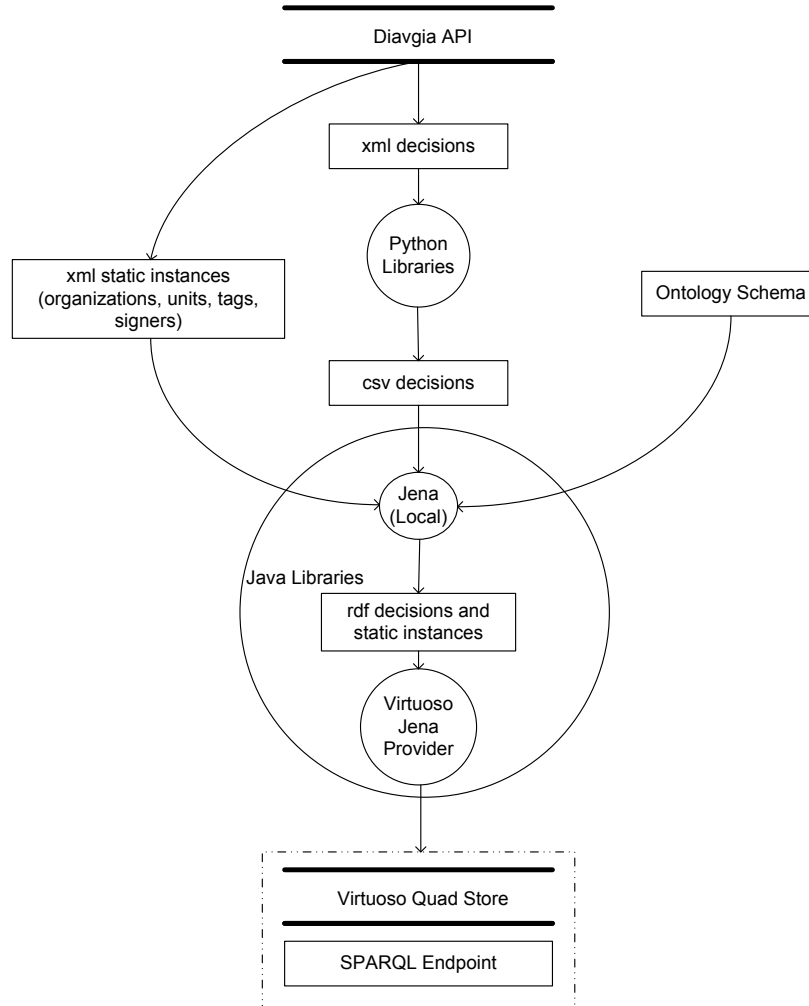 Diavgia API
xml decisions
Python
Libraries
xml static instances
(organizations, units, tags,
signers)
Ontology Schema
csv decisions
Jena
(Local)
Java Libraries
rdf decisions and
static instances
Virtuoso
Jena
Provider
Virtuoso Quad Store
SPARQL Endpoint